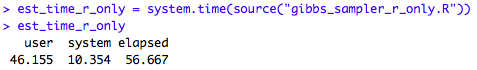 > est_time_r_only = system.time(source("gibbs_sampler_r_only.R"))
> est_time_r_only
user system elapsed
46.155 10.354 56.667